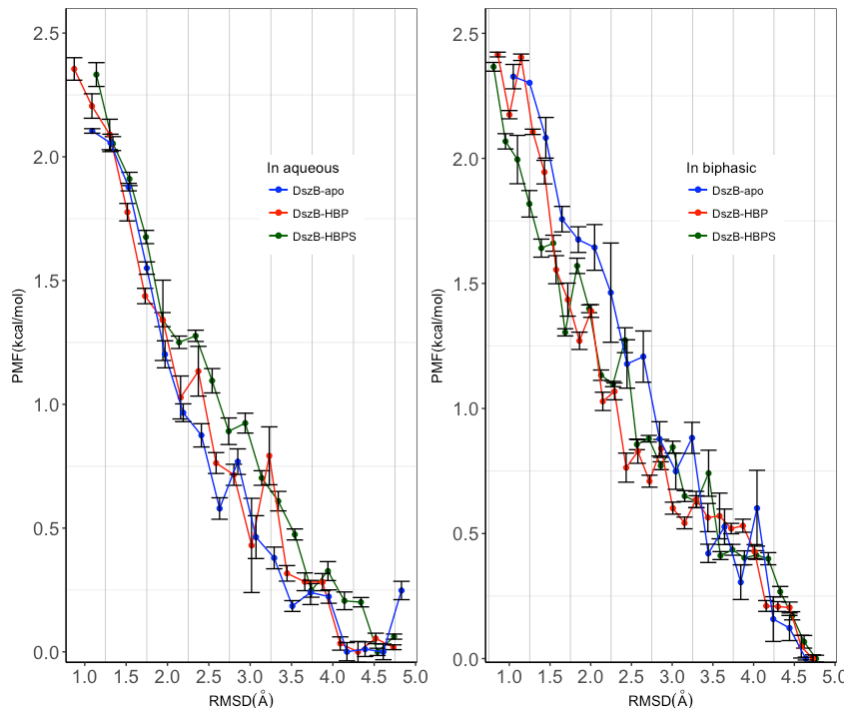 2.5
2.0
1.5
1.0
0.5
0.0
PMF(kcal/mol)
In aqueous
DszB-apo
DszB-HBP
DszB-HBPS
1.0 2.0 2.5 3.0 3.5 4.0 4.5 5.0
RMSD(Å)
2.5
2.0
1.5
1.0
0.5
0.0
PMF(kcal/mol)
In biphasic
DszB-apo
DszB-HBP
DszB-HBPS
1.0 1.5 2.0 2.5 3.0 3.5 4.0 4.5 5.0
RMSD(Å)